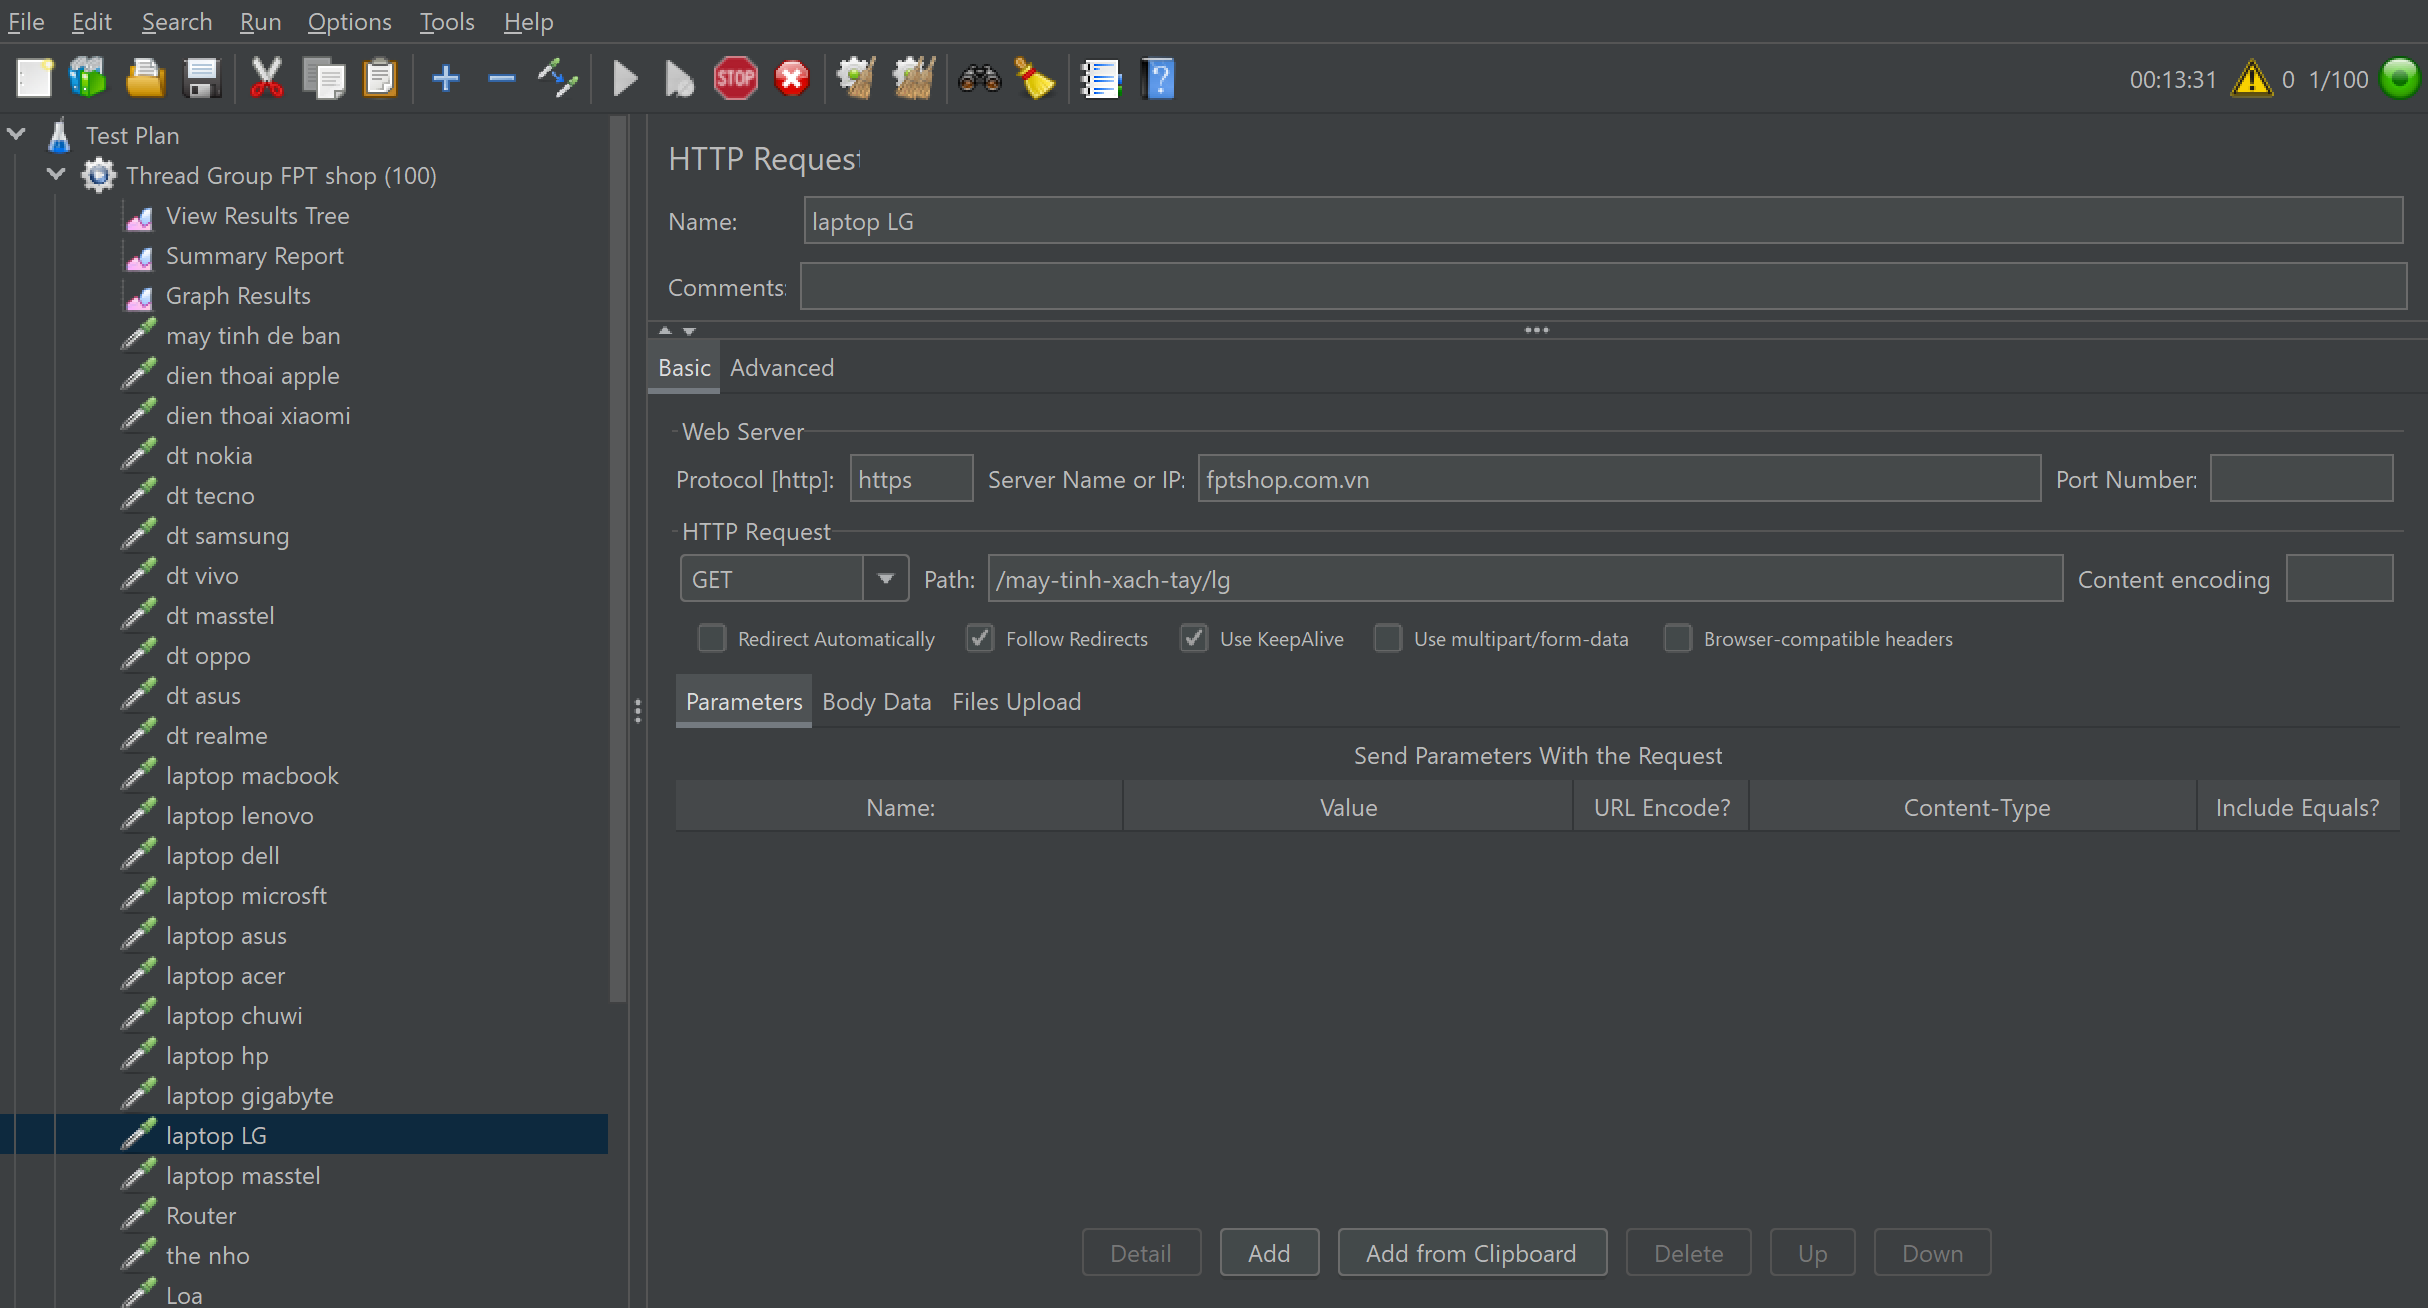 File Edit Search Run Options Tools Help
STOP
00:13:31 0 1/100
Test Plan
Thread Group FPT shop (100)
View Results Tree
Summary Report
Graph Results
may tinh de ban
dien thoai apple
dien thoai xiaomi
dt nokia
dt tecno
dt samsung
dt vivo
dt masstel
dt oppo
dt asus
dt realme
laptop macbook
laptop lenovo
laptop dell
laptop microsft
laptop asus
laptop acer
laptop chuwi
laptop hp
laptop gigabyte
laptop LG
laptop masstel
Router
the nho
Loa
HTTP Request
Name: laptop LG
Comments:
Basic Advanced
Web Server
Protocol [http]: https Server Name or IP: fptshop.com.vn Port Number:
HTTP Request
GET Path: /may-tinh-xach-tay/lg Content encoding
Redirect Automatically Follow Redirects Use KeepAlive Use multipart/form-data Browser-compatible headers
Parameters Body Data Files Upload
Send Parameters With the Request
Name: Value URL Encode? Content-Type Include Equals?
Detail Add Add from Clipboard Delete Up Down